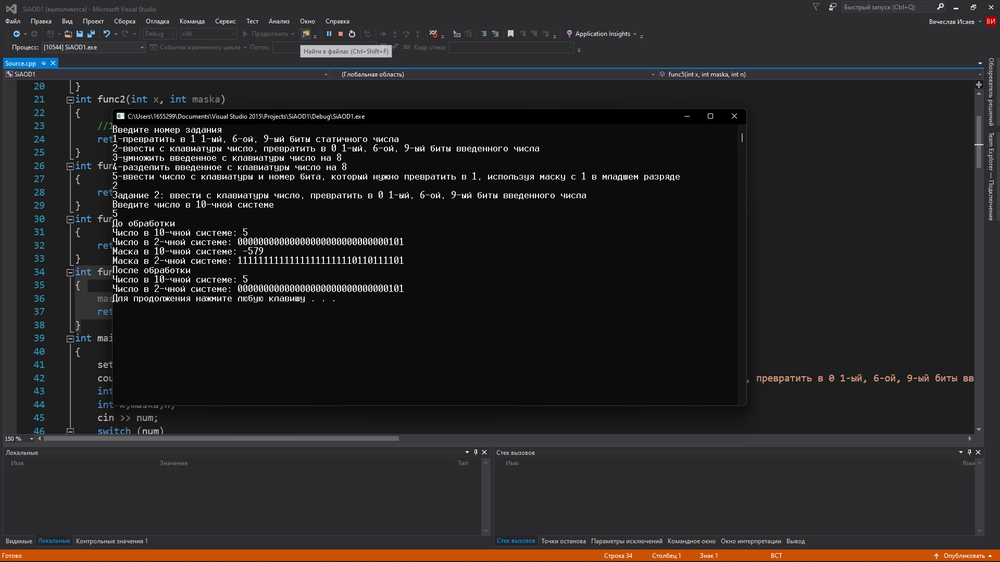 SiAOD1 (выполняется) - Microsoft Visual Studio
Быстрый запуск (Ctrl+Q)
Файл Правка Вид Проект Сборка Отладка Команда Сервис Тест Анализ Окно Справка
Вячеслав Исаев ВИ
Debug x86 Продолжить Application Insights
Процесс: [10544] SiAOD1.exe События жизненного цикла Поток: Кадр стека:
Найти в файлах (Ctrl+Shift+F)
Source.cpp
SiAOD1 (Глобальная область) func5(int x, int maska, int n)
20 }
21 int func2(int x, int maska)
22 {
23 //1
24 ret
25 }
26 int fun
27 {
28 ret
29 }
30 int fun
31 {
32 ret
33 }
34 int fun
35 {
36 mas
37 ret
38 }
39 int mai
40 {
41 set
42 cou , превратить в 0 1-ый, 6-ой, 9-ый биты вв
43 int
44 int k,maska,n;
45 cin >> num;
46 switch (num)
C:\Users\1655299\Documents\Visual Studio 2015\Projects\SiAOD1\Debug\SiAOD1.exe
Введите номер задания
1-превратить в 1 1-ый, 6-ой, 9-ый биты статичного числа
2-ввести с клавиатуры число, превратить в 0 1-ый, 6-ой, 9-ый биты введенного числа
3-умножить введенное с клавиатуры число на 8
4-разделить введенное с клавиатуры число на 8
5-ввести число с клавиатуры и номер бита, который нужно превратить в 1, используя маску с 1 в младшем разряде
2
Задание 2: ввести с клавиатуры число, превратить в 0 1-ый, 6-ой, 9-ый биты введенного числа
Введите число в 10-чной системе
5
До обработки
Число в 10-чной системе: 5
Число в 2-чной системе: 00000000000000000000000000000101
Маска в 10-чной системе: -579
Маска в 2-чной системе: 11111111111111111111110110111101
После обработки
Число в 10-чной системе: 5
Число в 2-чной системе: 00000000000000000000000000000101
Для продолжения нажмите любую клавишу . . .
Обозреватель решений
Team Explorer — Подключение
150 %
Локальные
Имя Значение Тип
Стек вызовов
Имя Язык
Видимые Локальные Контрольные значения 1
Стек вызовов Точки останова Параметры исключений Командное окно Окно интерпретации Вывод
Готово Строка 34 Столбец 1 Знак 1 ВСТ Опубликовать